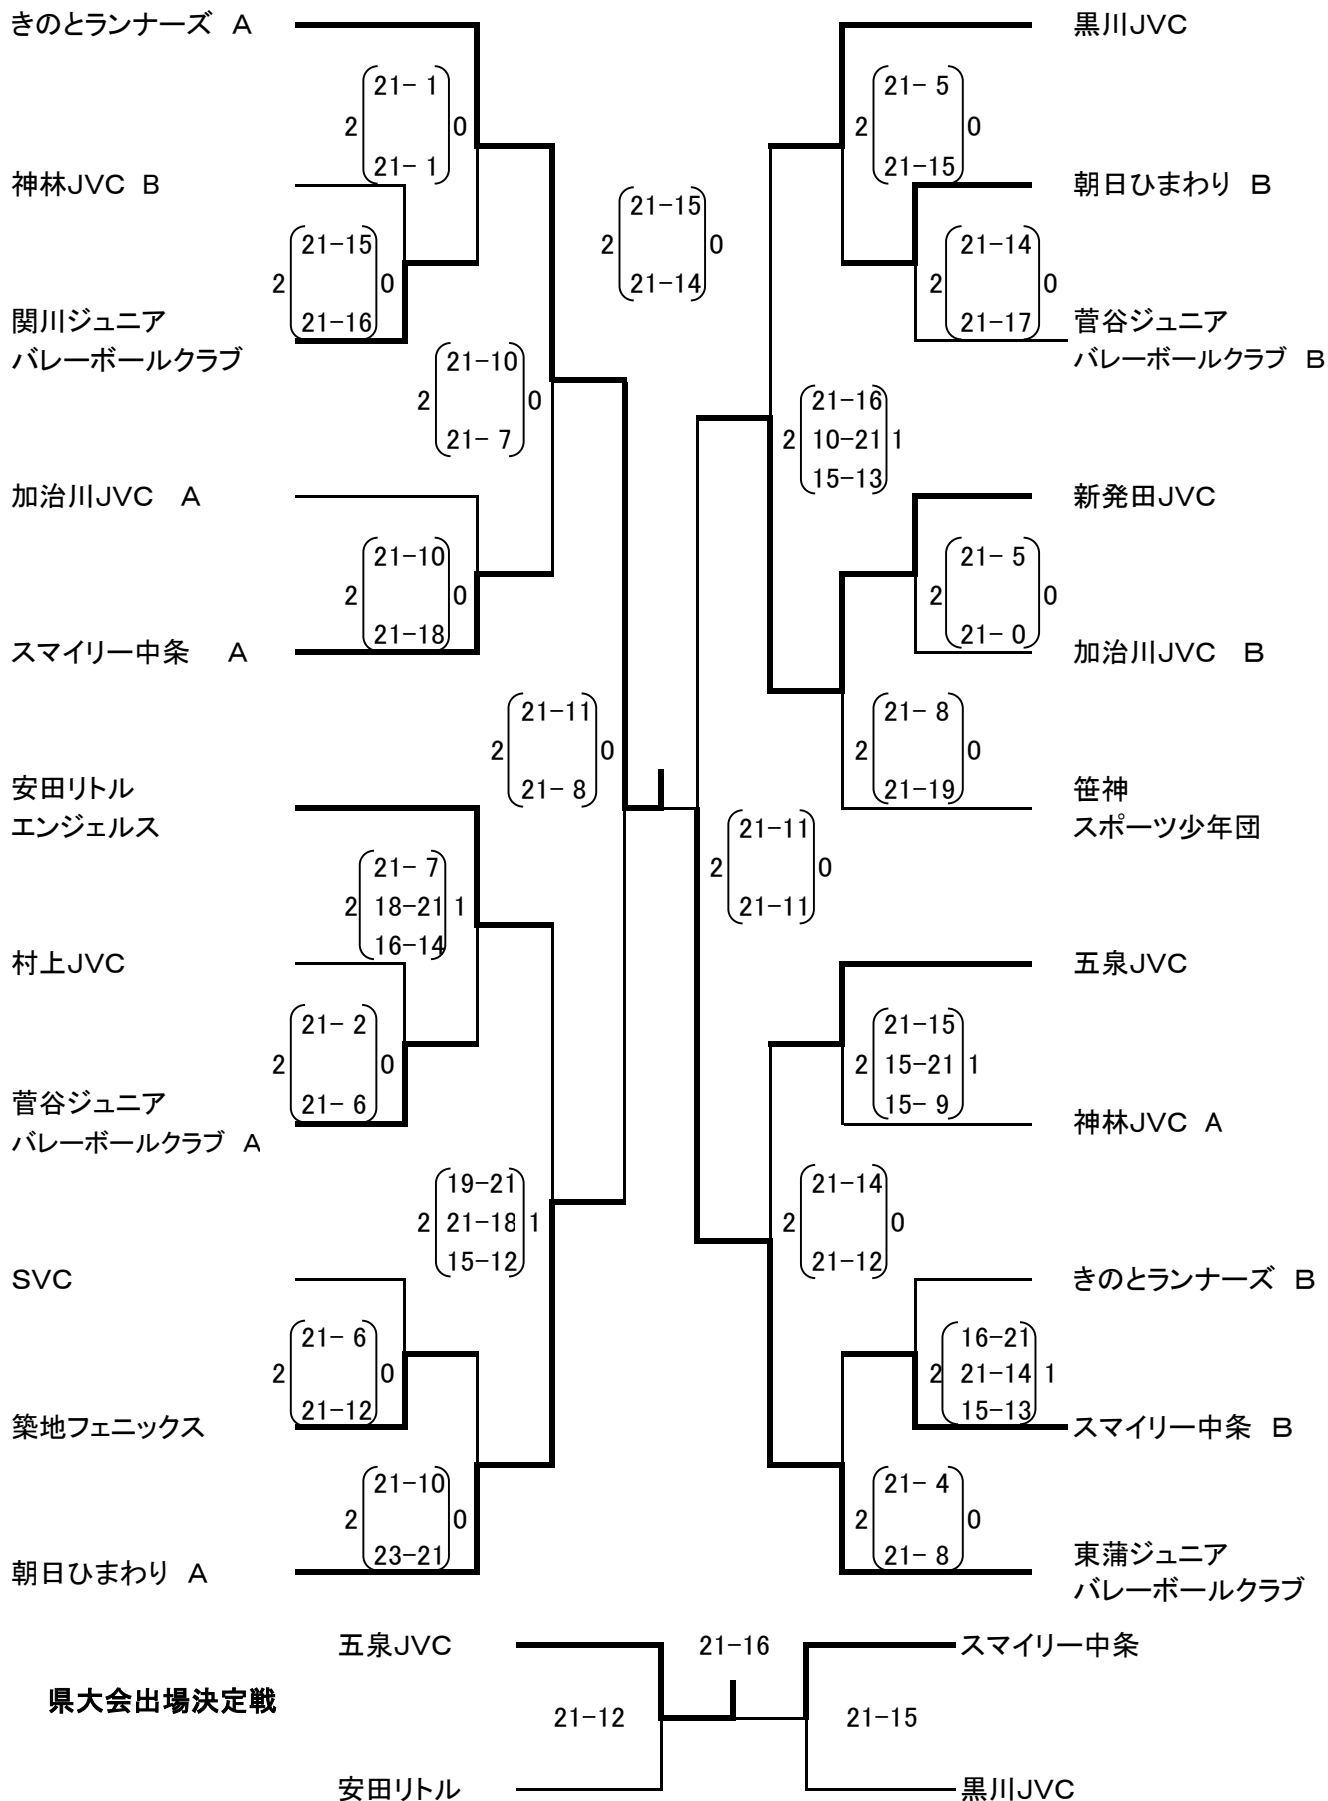 きのとランナーズ A
黒川JVC
21- 1
2 0
21- 1
21- 5
2 0
21-15
神林JVC B
朝日ひまわり B
21-15
2 0
21-14
21-15
2 0
21-16
21-14
2 0
21-17
関川ジュニア
バレーボールクラブ
菅谷ジュニア
バレーボールクラブ B
21-10
2 0
21- 7
21-16
2 10-21 1
15-13
加治川JVC A
新発田JVC
21-10
2 0
21-18
21- 5
2 0
21- 0
スマイリー中条 A
加治川JVC B
21-11
2 0
21- 8
21- 8
2 0
21-19
安田リトル
エンジェルス
笹神
スポーツ少年団
21- 7
2 18-21 1
16-14
21-11
2 0
21-11
村上JVC
五泉JVC
21- 2
2 0
21- 6
21-15
2 15-21 1
15- 9
菅谷ジュニア
バレーボールクラブ A
神林JVC A
19-21
2 21-18 1
15-12
21-14
2 0
21-12
SVC
きのとランナーズ B
21- 6
2 0
21-12
16-21
2 21-14 1
15-13
築地フェニックス
スマイリー中条 B
21-10
2 0
23-21
21- 4
2 0
21- 8
朝日ひまわり A
東蒲ジュニア
バレーボールクラブ
五泉JVC
21-16
スマイリー中条
県大会出場決定戦
21-12
21-15
安田リトル
黒川JVC